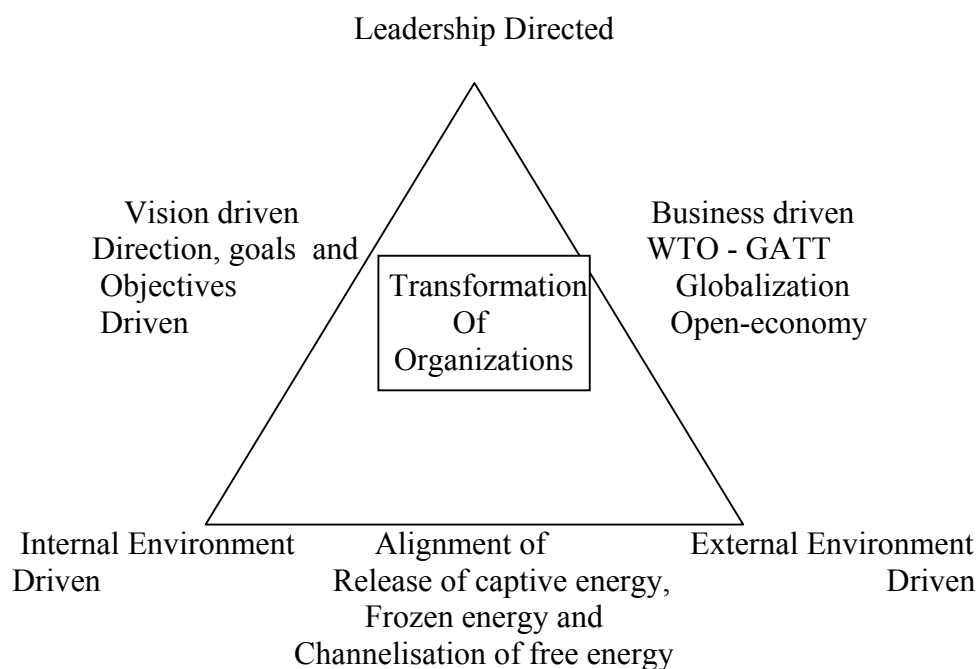 Leadership Directed
Vision driven
Direction, goals and
Objectives
Driven
Business driven
WTO - GATT
Globalization
Open-economy
Transformation
Of
Organizations
Internal Environment
Driven
Alignment of
Release of captive energy,
Frozen energy and
Channelisation of free energy
External Environment
Driven